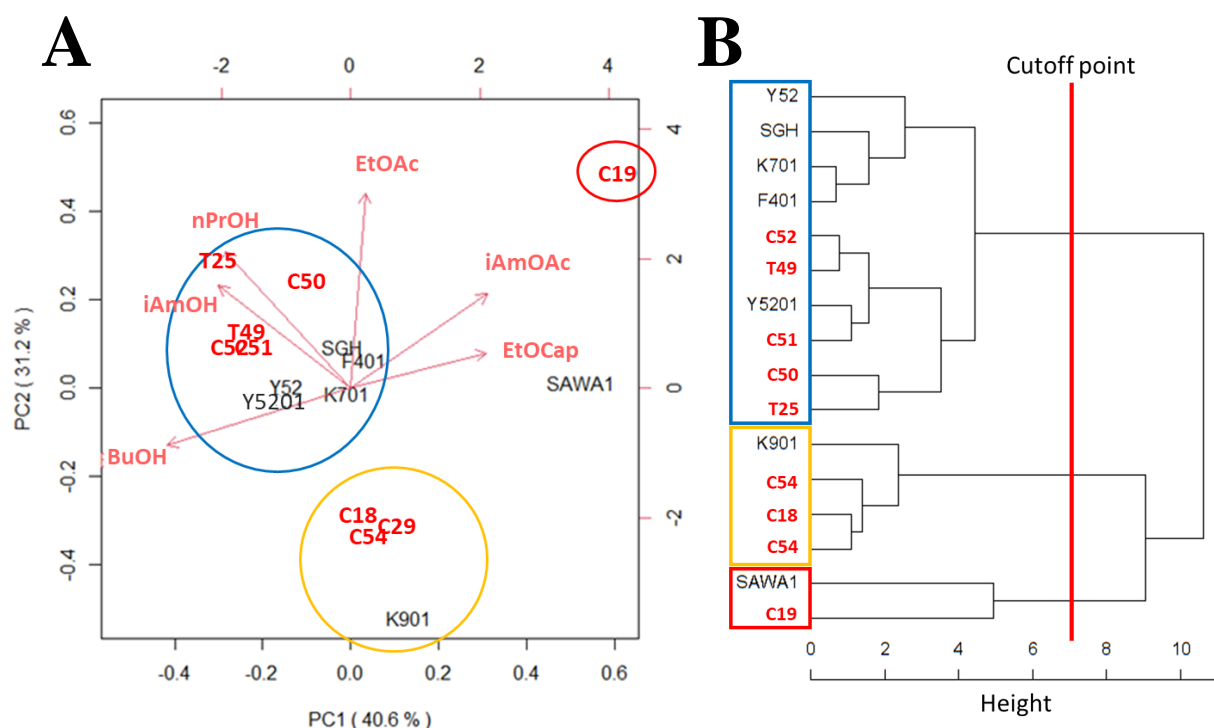 A
-2 0 2 4
0.6
0.4
0.2
0.0
-0.2
-0.4
PC2 ( 31.2 % )
4
2
0
-2
EtOAc
C19
nPrOH
T25
C50
iAmOAc
iAmOH
T49
C52
C51
SGH
F401
EtOCap
Y52
K701
SAWA1
Y5201
BuOH
C18
C29
C54
K901
-0.4 -0.2 0.0 0.2 0.4 0.6
PC1 ( 40.6 % )
B
Cutoff point
Y52
SGH
K701
F401
C52
T49
Y5201
C51
C50
T25
K901
C54
C18
C54
SAWA1
C19
0 2 4 6 8 10
Height